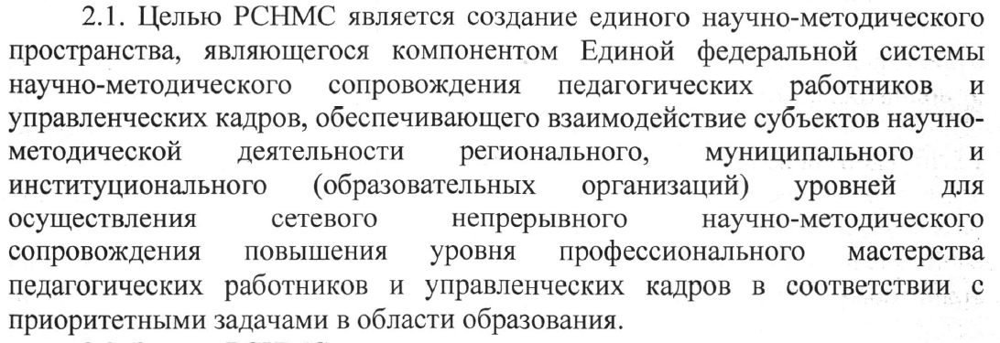 2.1. Целью РСНМС является создание единого научно-методического
пространства, являющегося компонентом Единой федеральной системы
научно-методического сопровождения педагогических работников и
управленческих кадров, обеспечивающего взаимодействие субъектов научно-
методической деятельности регионального, муниципального и
институционального (образовательных организаций) уровней для
осуществления сетевого непрерывного научно-методического
сопровождения повышения уровня профессионального мастерства
педагогических работников и управленческих кадров в соответствии с
приоритетными задачами в области образования.